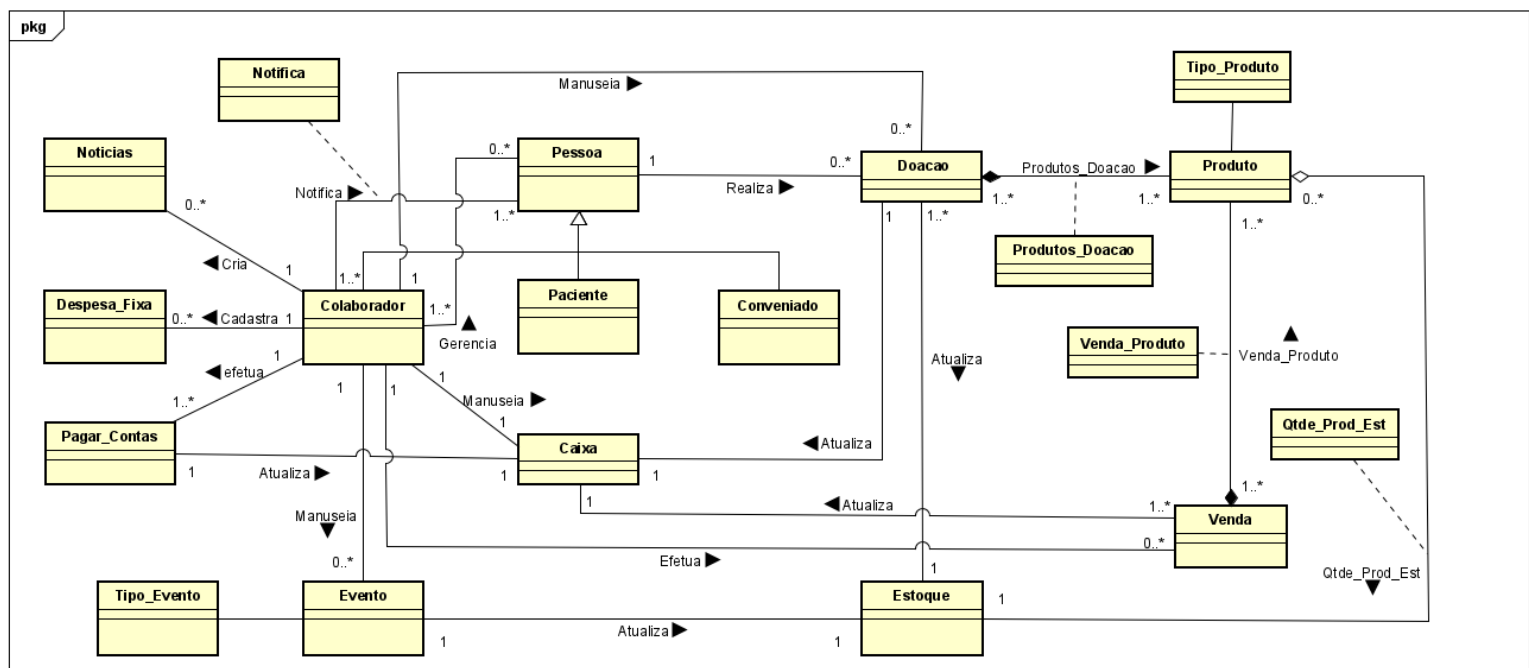 pkg
Notifica
Tipo_Produto
Manuseia
0..*
Noticias
0..*
Pessoa
1
0..*
Doacao
Produtos_Doacao
Produto
Notifica
Realiza
1..*
1..*
0..*
0..*
1..*
1
1..*
1..*
Produtos_Doacao
Cria
1
1..*
1
Despesa_Fixa
Colaborador
Paciente
Conveniado
0..*
Cadastra
1
1..*
Gerencia
Venda_Produto
Venda_Produto
1
efetua
Atualiza
1
1
1
1..*
Manuseia
Qtde_Prod_Est
Pagar_Contas
1
Caixa
Atualiza
1
Atualiza
1
1
1..*
1
Atualiza
1..*
Venda
Manuseia
0..*
Efetua
0..*
1
Qtde_Prod_Est
Tipo_Evento
Evento
Estoque
1
1
Atualiza
1